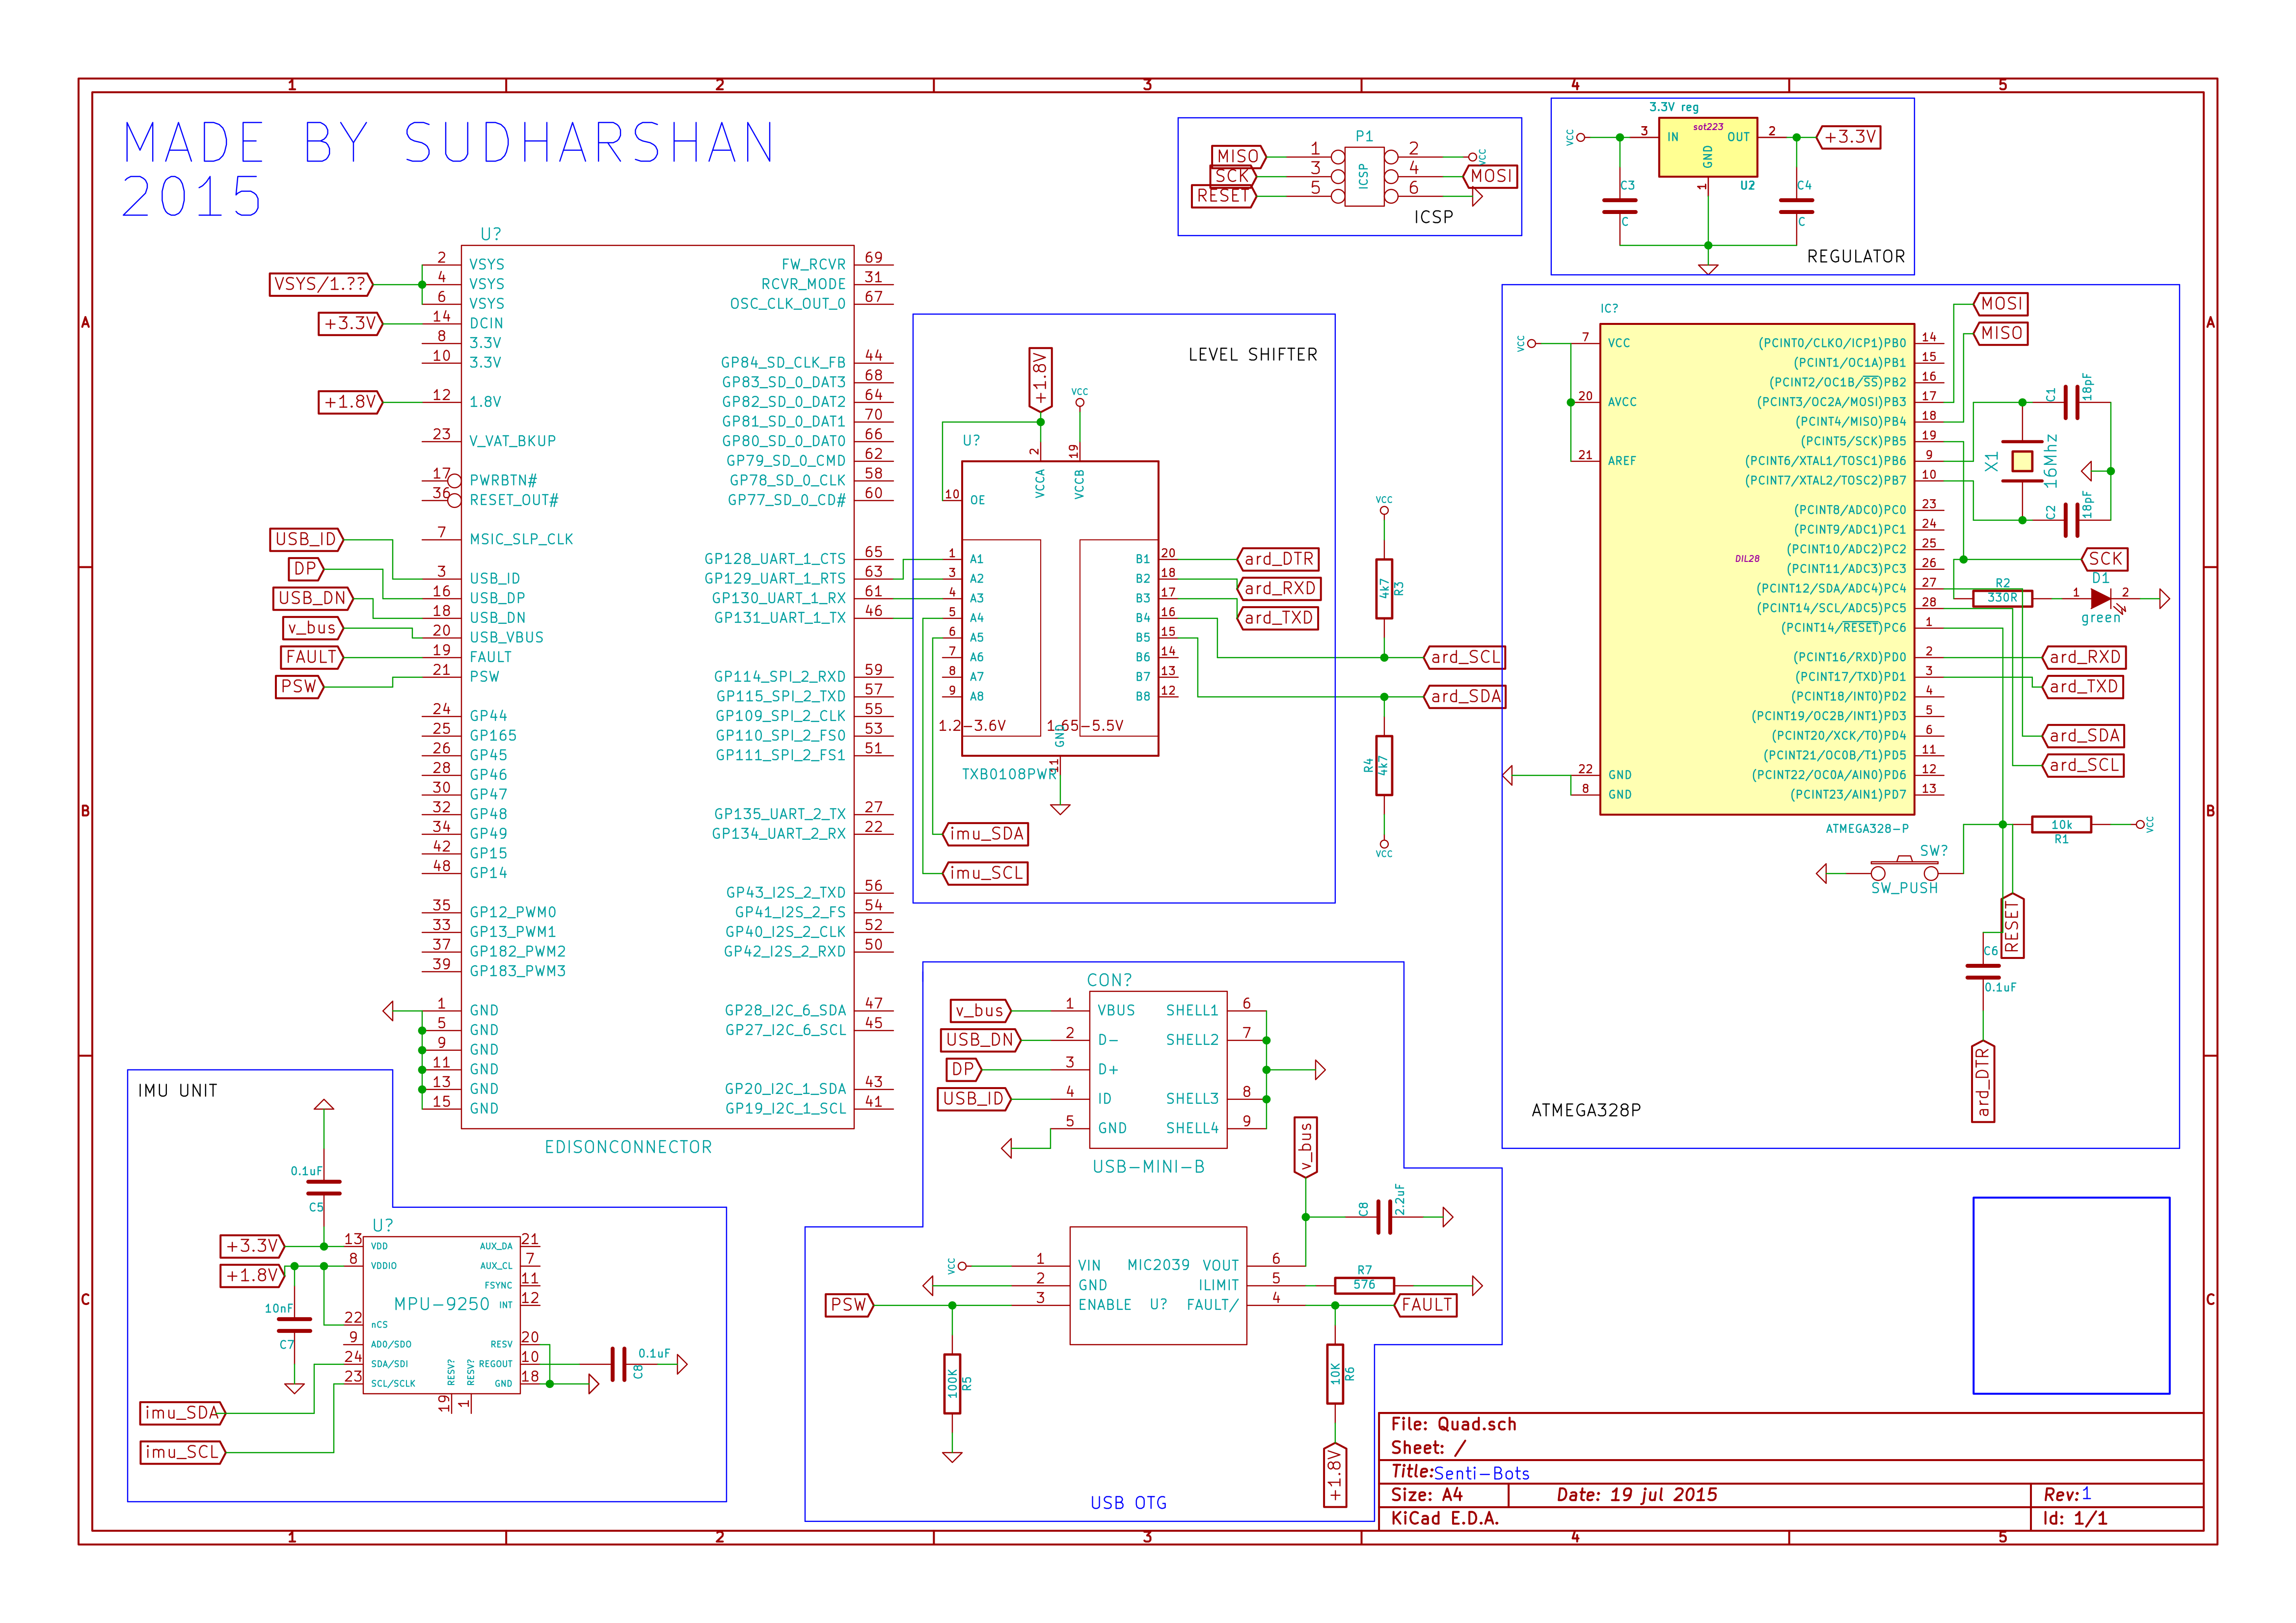 1 2 3 4 5
A B C
A B C
1 2 3 4 5
MADE BY SUDHARSHAN
2015
U?
VSYS/1.??
+3.3V
+1.8V
USB_ID
DP
USB_DN
v_bus
FAULT
PSW
2 VSYS
4 VSYS
6 VSYS
14 DCIN
8 3.3V
10 3.3V
12 1.8V
23 V_VAT_BKUP
17 PWRBTN#
36 RESET_OUT#
7 MSIC_SLP_CLK
3 USB_ID
16 USB_DP
18 USB_DN
20 USB_VBUS
19 FAULT
21 PSW
24 GP44
25 GP165
26 GP45
28 GP46
30 GP47
32 GP48
34 GP49
42 GP15
48 GP14
35 GP12_PWM0
33 GP13_PWM1
37 GP182_PWM2
39 GP183_PWM3
1 GND
5 GND
9 GND
11 GND
13 GND
15 GND
FW_RCVR 69
RCVR_MODE 31
OSC_CLK_OUT_0 67
GP84_SD_CLK_FB 44
GP83_SD_0_DAT3 68
GP82_SD_0_DAT2 64
GP81_SD_0_DAT1 70
GP80_SD_0_DAT0 66
GP79_SD_0_CMD 62
GP78_SD_0_CLK 58
GP77_SD_0_CD# 60
GP128_UART_1_CTS 65
GP129_UART_1_RTS 63
GP130_UART_1_RX 61
GP131_UART_1_TX 46
GP114_SPI_2_RXD 59
GP115_SPI_2_TXD 57
GP109_SPI_2_CLK 55
GP110_SPI_2_FS0 53
GP111_SPI_2_FS1 51
GP135_UART_2_TX 27
GP134_UART_2_RX 22
GP43_I2S_2_TXD 56
GP41_I2S_2_FS 54
GP40_I2S_2_CLK 52
GP42_I2S_2_RXD 50
GP28_I2C_6_SDA 47
GP27_I2C_6_SCL 45
GP20_I2C_1_SDA 43
GP19_I2C_1_SCL 41
EDISONCONNECTOR
LEVEL SHIFTER
+1.8V
VCC
U?
2 VCCA
19 VCCB
10 OE
1 A1
3 A2
4 A3
5 A4
6 A5
7 A6
8 A7
9 A8
B1 20
B2 18
B3 17
B4 16
B5 15
B6 14
B7 13
B8 12
1.2-3.6V
1.65-5.5V
GND
11
TXB0108PWR
ard_DTR
ard_RXD
ard_TXD
imu_SDA
imu_SCL
VCC
4k7
R3
ard_SCL
ard_SDA
R4
4k7
VCC
P1
MISO 1
SCK 3
RESET 5
ICSP
2 VCC
4 MOSI
6
ICSP
3.3V reg
VCC
3 IN
sot223
OUT 2
GND
1
U2
+3.3V
C3
C
C4
C
REGULATOR
IC?
VCC
7 VCC
20 AVCC
21 AREF
22 GND
8 GND
DIL28
(PCINT0/CLKO/ICP1)PB0 14
(PCINT1/OC1A)PB1 15
(PCINT2/OC1B/SS)PB2 16
(PCINT3/OC2A/MOSI)PB3 17
(PCINT4/MISO)PB4 18
(PCINT5/SCK)PB5 19
(PCINT6/XTAL1/TOSC1)PB6 9
(PCINT7/XTAL2/TOSC2)PB7 10
(PCINT8/ADC0)PC0 23
(PCINT9/ADC1)PC1 24
(PCINT10/ADC2)PC2 25
(PCINT11/ADC3)PC3 26
(PCINT12/SDA/ADC4)PC4 27
(PCINT14/SCL/ADC5)PC5 28
(PCINT14/RESET)PC6 1
(PCINT16/RXD)PD0 2
(PCINT17/TXD)PD1 3
(PCINT18/INT0)PD2 4
(PCINT19/OC2B/INT1)PD3 5
(PCINT20/XCK/T0)PD4 6
(PCINT21/OC0B/T1)PD5 11
(PCINT22/OC0A/AIN0)PD6 12
(PCINT23/AIN1)PD7 13
ATMEGA328-P
MOSI
MISO
C1
18pF
X1
16Mhz
C2
18pF
SCK
R2
330R
D1
1 2
green
ard_RXD
ard_TXD
ard_SDA
ard_SCL
10k
R1
VCC
SW?
SW_PUSH
RESET
C6
0.1uF
ard_DTR
ATMEGA328P
CON?
v_bus
USB_DN
DP
USB_ID
1 VBUS
2 D-
3 D+
4 ID
5 GND
SHELL1 6
SHELL2 7
SHELL3 8
SHELL4 9
USB-MINI-B
v_bus
C8
2.2uF
VCC
PSW
1 VIN
2 GND
3 ENABLE
MIC2039
U?
VOUT 6
ILIMIT 5
FAULT/ 4
R7
576
FAULT
100K
R5
10K
R6
+1.8V
USB OTG
IMU UNIT
0.1uF
C5
+3.3V
+1.8V
10nF
C7
U?
13 VDD
8 VDDIO
22 nCS
9 AD0/SDO
24 SDA/SDI
23 SCL/SCLK
MPU-9250
AUX_DA 21
AUX_CL 7
FSYNC 11
INT 12
RESV 20
REGOUT 10
GND 18
RESV?
RESV?
19
1
0.1uF
C8
imu_SDA
imu_SCL
File: Quad.sch
Sheet: /
Title: Senti-Bots
Size: A4 Date: 19 jul 2015 Rev: 1
KiCad E.D.A. Id: 1/1